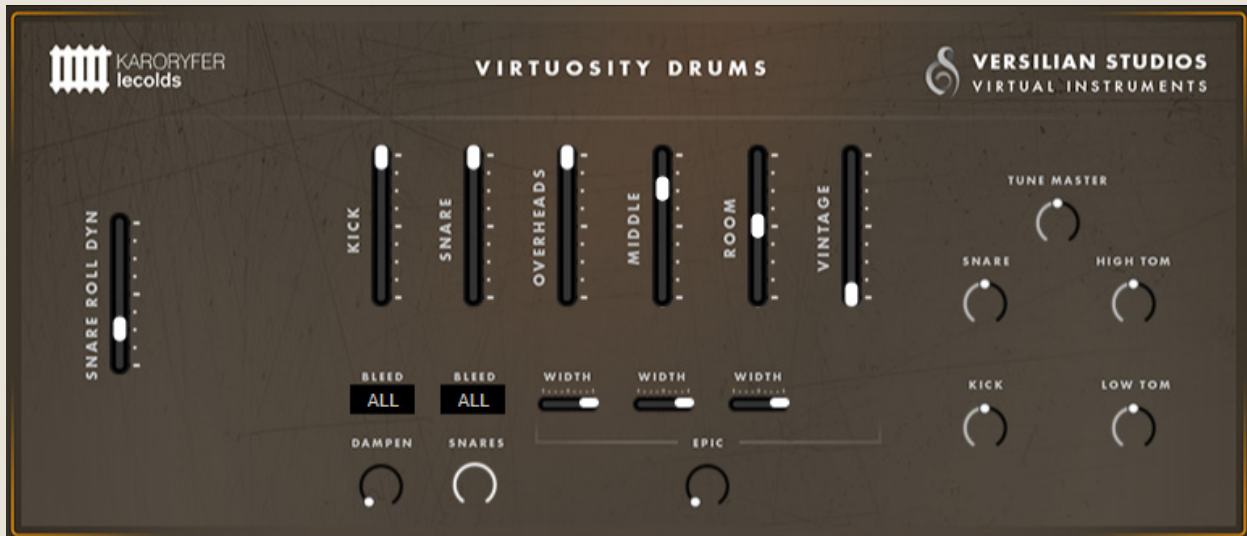 KARORYFER
lecolds
VIRTUOSITY DRUMS
VERSILIAN STUDIOS
VIRTUAL INSTRUMENTS
SNARE ROLL DYN
KICK
SNARE
OVERHEADS
MIDDLE
ROOM
VINTAGE
TUNE MASTER
SNARE
HIGH TOM
KICK
LOW TOM
BLEED
BLEED
WIDTH
WIDTH
WIDTH
ALL
ALL
DAMPEN
SNARES
EPIC